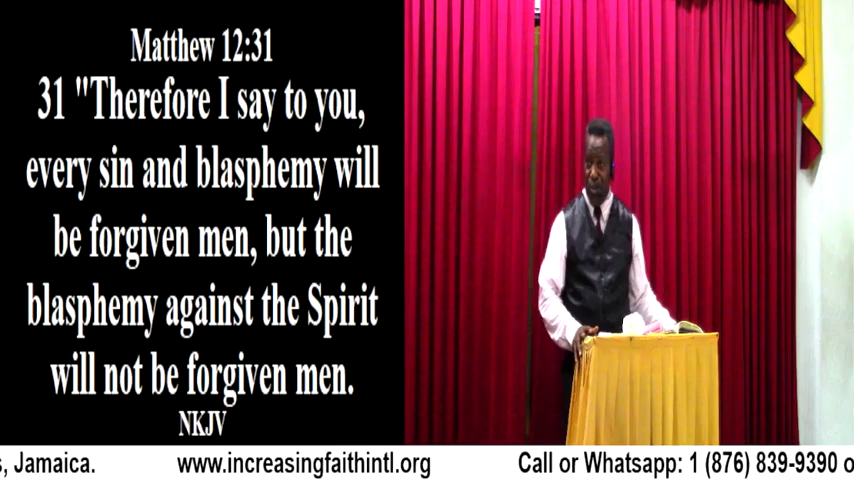 Matthew 12:31
31 "Therefore I say to you,
every sin and blasphemy will
be forgiven men, but the
blasphemy against the Spirit
will not be forgiven men.
NKJV
s, Jamaica. www.increasingfaithintl.org Call or Whatsapp: 1 (876) 839-9390 o